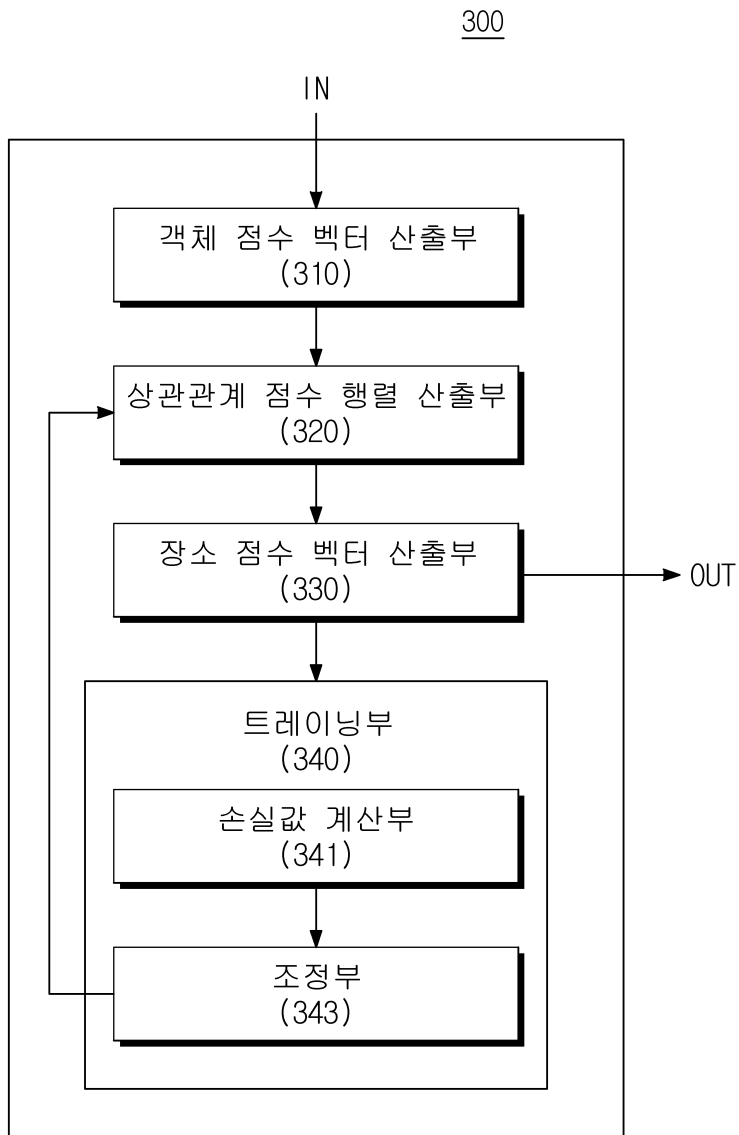 300
IN
객체 점수 벡터 산출부
(310)
상관관계 점수 행렬 산출부
(320)
장소 점수 벡터 산출부
(330)
OUT
트레이닝부
(340)
손실값 계산부
(341)
조정부
(343)